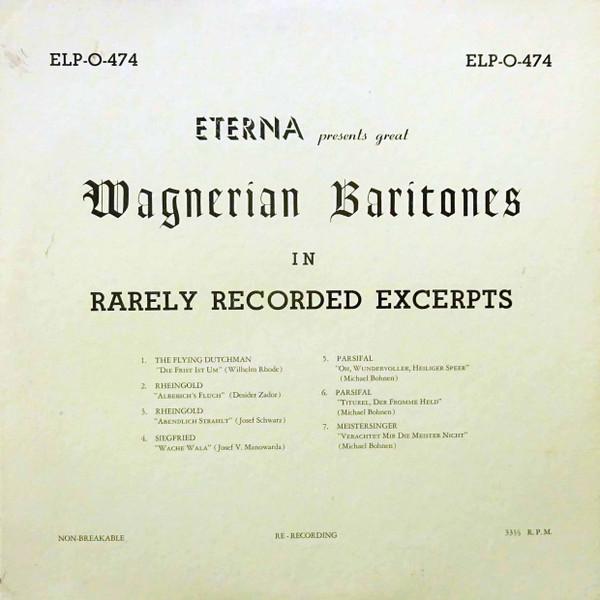 ELP-O-474 ELP-O-474
ETERNA presents great
Wagnerian Baritones
IN
RARELY RECORDED EXCERPTS
1. THE FLYING DUTCHMAN
"DIE FRIST IST UM" (Wilhelm Rhode)
2. RHEINGOLD
"ALBERICH'S FLUCH" (Desider Zador)
3. RHEINGOLD
"ABENDLICH STRAHLT" (Josef Schwarz)
4. SIEGFRIED
"WACHE WALA" (Josef V. Manowarda)
5. PARSIFAL
"OH, WUNDERVOLLER, HEILIGER SPEER"
(Michael Bohnen)
6. PARSIFAL
"TITUREL, DER FROMME HELD"
(Michael Bohnen)
7. MEISTERSINGER
"VERACHTET MIR DIE MEISTER NICHT"
(Michael Bohnen)
NON-BREAKABLE RE-RECORDING 33⅓ R. P. M.